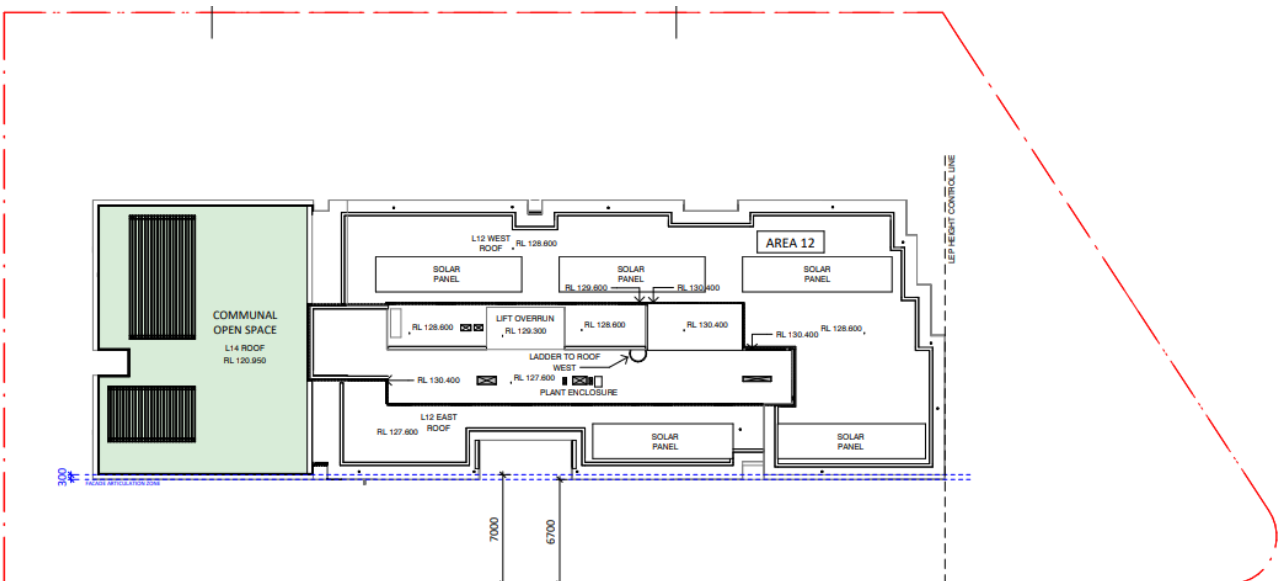 LEP HEIGHT CONTROL LINE
L12 WEST
ROOF
RL 128.600
AREA 12
SOLAR
PANEL
SOLAR
PANEL
SOLAR
PANEL
RL 129.600
RL 130.400
COMMUNAL
OPEN SPACE
L14 ROOF
RL 120.950
RL 128.600
LIFT OVERRUN
RL 129.300
RL 128.600
RL 130.400
RL 130.400
RL 128.600
LADDER TO ROOF
WEST
RL 130.400
RL 127.600
PLANT ENCLOSURE
L12 EAST
ROOF
RL 127.600
SOLAR
PANEL
SOLAR
PANEL
300
FACADE ARTICULATION ZONE
7000
6700